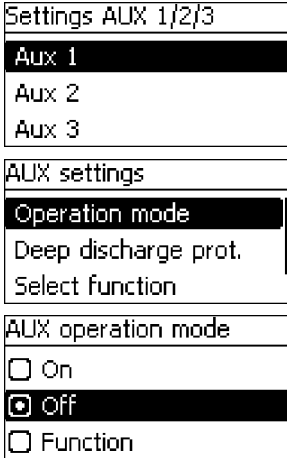 Settings AUX 1/2/3
Aux 1
Aux 2
Aux 3
AUX settings
Operation mode
Deep discharge prot.
Select function
AUX operation mode
On
Off
Function